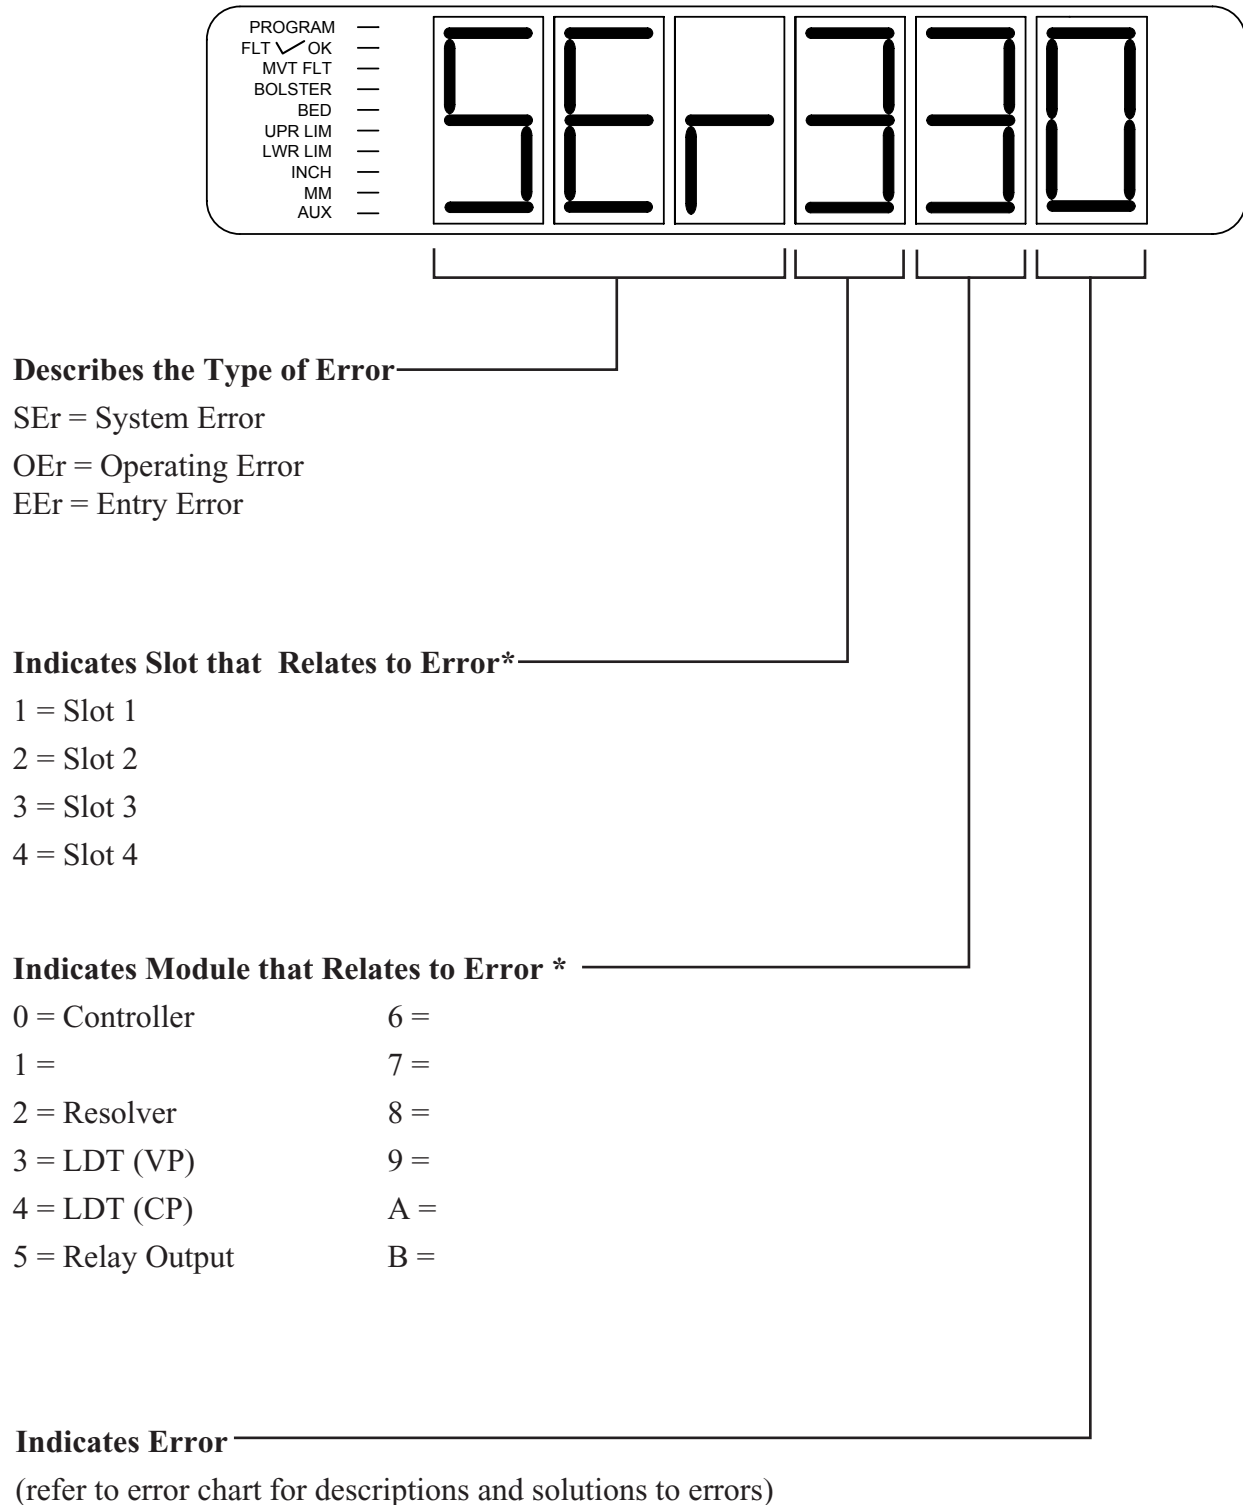 PROGRAM
FLT OK
MVT FLT
BOLSTER
BED
UPR LIM
LWR LIM
INCH
MM
AUX
SEr330
Describes the Type of Error
SEr = System Error
OEr = Operating Error
EEr = Entry Error
Indicates Slot that Relates to Error*
1 = Slot 1
2 = Slot 2
3 = Slot 3
4 = Slot 4
Indicates Module that Relates to Error *
0 = Controller
1 =
2 = Resolver
3 = LDT (VP)
4 = LDT (CP)
5 = Relay Output
6 =
7 =
8 =
9 =
A =
B =
Indicates Error
(refer to error chart for descriptions and solutions to errors)